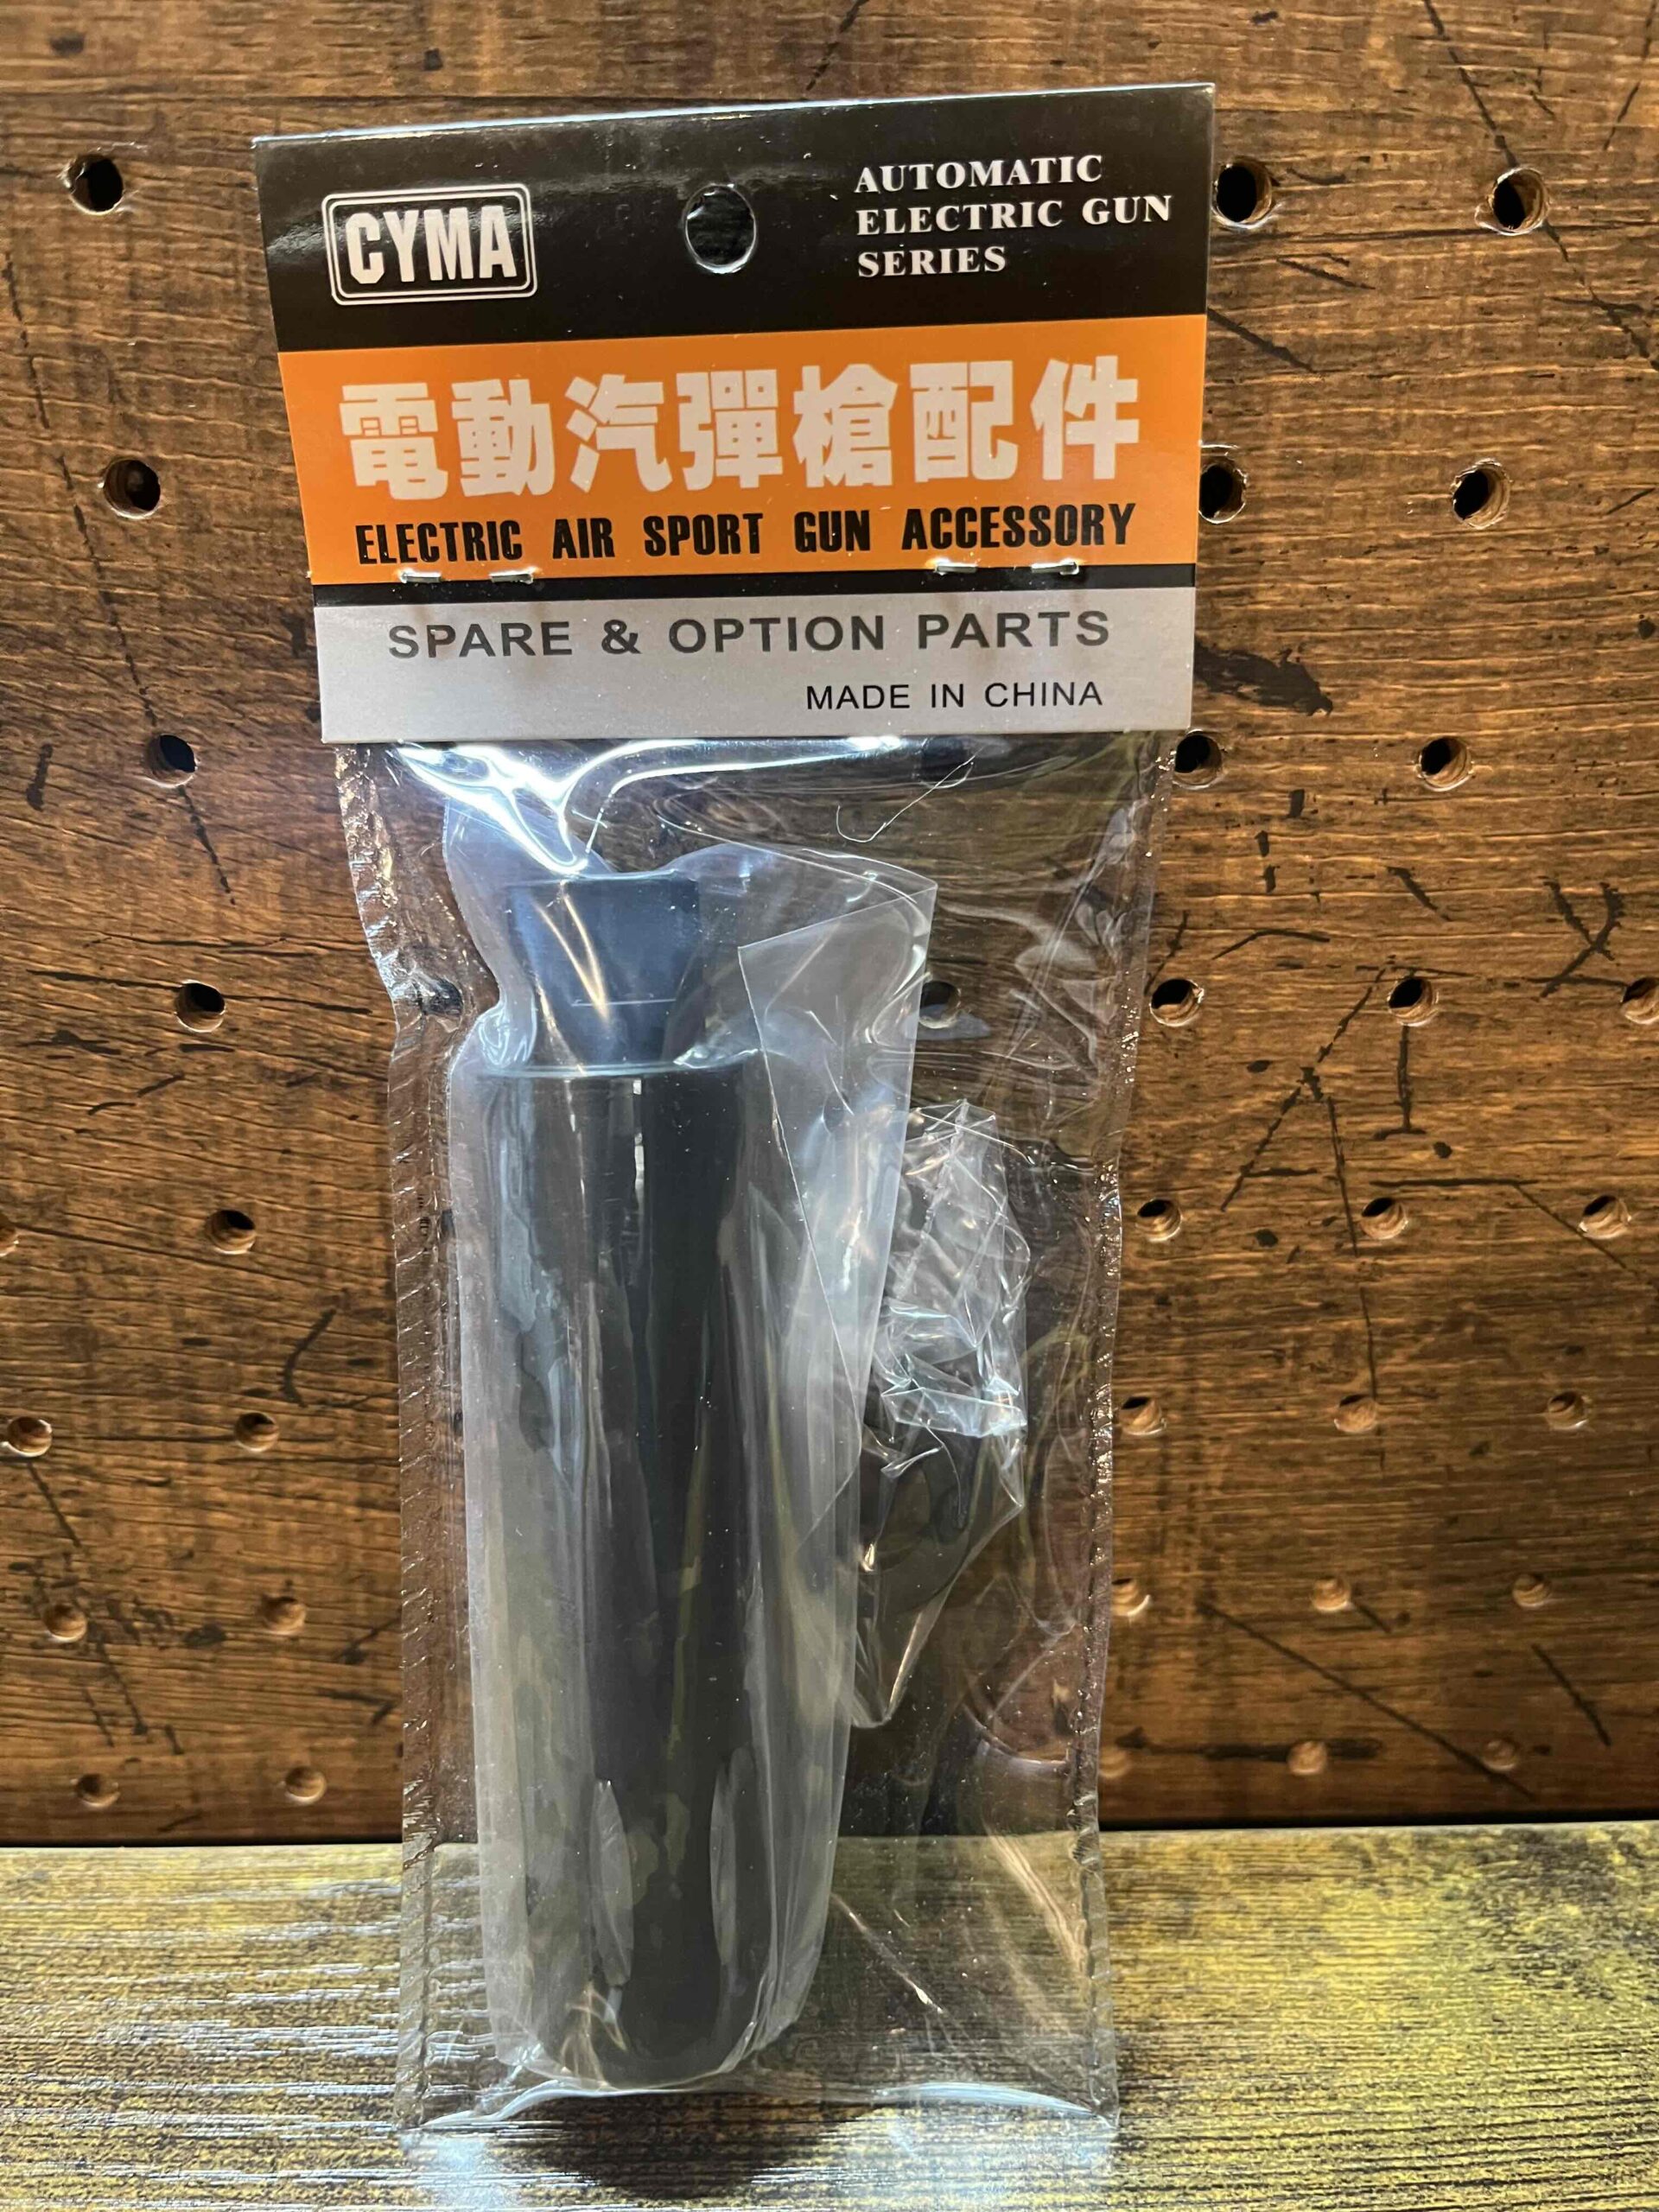 CYMA
AUTOMATIC
ELECTRIC GUN
SERIES
電動汽彈槍配件
ELECTRIC AIR SPORT GUN ACCESSORY
SPARE & OPTION PARTS
MADE IN CHINA